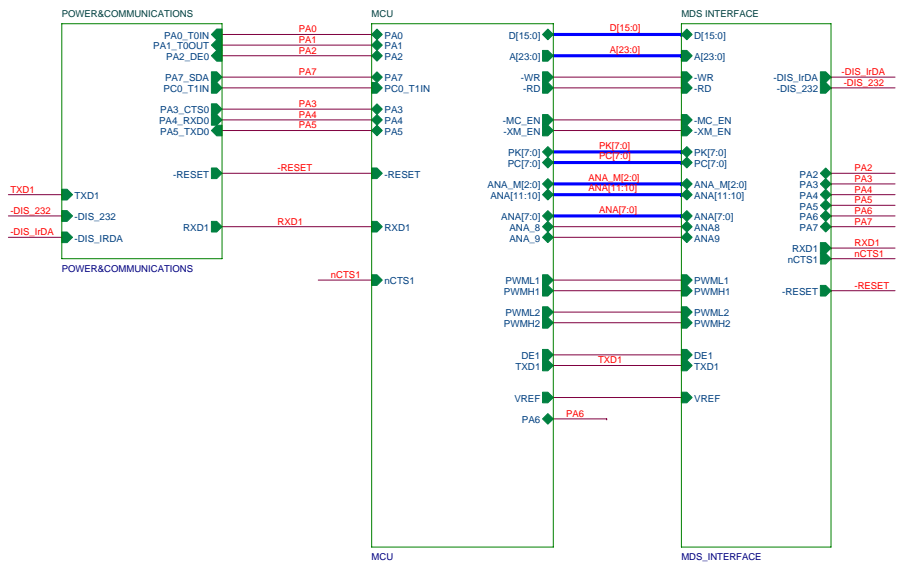 POWER&COMMUNICATIONS MCU MDS INTERFACE
PA0_T0IN PA0 PA0 D[15:0] D[15:0] D[15:0]
PA1_T0OUT PA1 PA1
PA2_DE0 PA2 PA2 A[23:0] A[23:0] A[23:0]
PA7_SDA PA7 PA7 -WR -WR -DIS_IrDA -DIS_IrDA
PC0_T1IN PC0_T1IN -RD -RD -DIS_232 -DIS_232
PA3_CTS0 PA3 PA3
PA4_RXD0 PA4 PA4 -MC_EN -MC_EN
PA5_TXD0 PA5 PA5 -XM_EN -XM_EN
PK[7:0] PK[7:0] PK[7:0]
PC[7:0] PC[7:0] PC[7:0]
-RESET -RESET -RESET PA2 PA2
ANA_M[2:0] ANA_M[2:0] ANA_M[2:0] PA3 PA3
TXD1 TXD1 ANA[11:10] ANA[11:10] ANA[11:10] PA4 PA4
PA5 PA5
-DIS_232 -DIS_232 ANA[7:0] ANA[7:0] ANA[7:0] PA6 PA6
RXD1 RXD1 RXD1 ANA_8 ANA8 PA7 PA7
-DIS_IrDA -DIS_IRDA ANA_9 ANA9
RXD1 RXD1
nCTS1 nCTS1
POWER&COMMUNICATIONS
nCTS1 nCTS1 PWML1 PWML1
PWMH1 PWMH1 -RESET -RESET
PWML2 PWML2
PWMH2 PWMH2
DE1 DE1
TXD1 TXD1 TXD1
VREF VREF
PA6 PA6
MCU MDS_INTERFACE